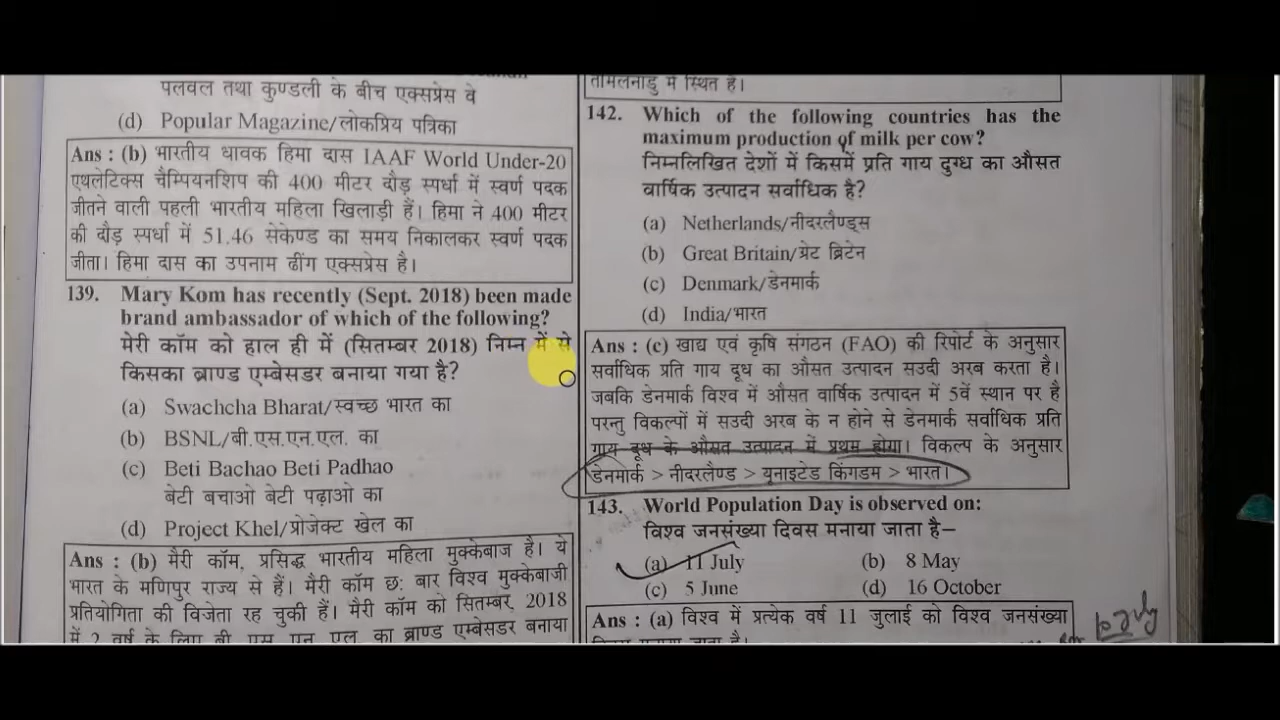 पलवल तथा कुण्डली के बीच एक्सप्रेस वे
(d) Popular Magazine/लोकप्रिय पत्रिका
Ans : (b) भारतीय धावक हिमा दास IAAF World Under-20
एथलेटिक्स चैम्पियनशिप की 400 मीटर दौड़ स्पर्धा में स्वर्ण पदक
जीतने वाली पहली भारतीय महिला खिलाड़ी हैं। हिमा ने 400 मीटर
की दौड़ स्पर्धा में 51.46 सेकेण्ड का समय निकालकर स्वर्ण पदक
जीता। हिमा दास का उपनाम ढींग एक्सप्रेस है।
139. Mary Kom has recently (Sept. 2018) been made
brand ambassador of which of the following?
मेरी कॉम को हाल ही में (सितम्बर 2018) निम्न में से
किसका ब्राण्ड एम्बेसडर बनाया गया है?
(a) Swachcha Bharat/स्वच्छ भारत का
(b) BSNL/बी.एस.एन.एल. का
(c) Beti Bachao Beti Padhao
बेटी बचाओ बेटी पढ़ाओ का
(d) Project Khel/प्रोजेक्ट खेल का
Ans : (b) मैरी कॉम, प्रसिद्ध भारतीय महिला मुक्केबाज है। ये
भारत के मणिपुर राज्य से हैं। मैरी कॉम छः बार विश्व मुक्केबाजी
प्रतियोगिता की विजेता रह चुकी हैं। मैरी कॉम को सितम्बर, 2018
में 2 वर्ष के लिए बी एस एन एल का ब्राण्ड एम्बेसडर बनाया
तामिलनाडु में स्थित है।
142. Which of the following countries has the
maximum production of milk per cow?
निम्नलिखित देशों में किसमें प्रति गाय दुग्ध का औसत
वार्षिक उत्पादन सर्वाधिक है?
(a) Netherlands/नीदरलैण्ड्स
(b) Great Britain/ग्रेट ब्रिटेन
(c) Denmark/डेनमार्क
(d) India/भारत
Ans : (c) खाद्य एवं कृषि संगठन (FAO) की रिपोर्ट के अनुसार
सर्वाधिक प्रति गाय दूध का औसत उत्पादन सउदी अरब करता है।
जबकि डेनमार्क विश्व में औसत वार्षिक उत्पादन में 5वें स्थान पर है
परन्तु विकल्पों में सउदी अरब के न होने से डेनमार्क सर्वाधिक प्रति
गाय दूध के औसत उत्पादन में प्रथम होगा। विकल्प के अनुसार
डेनमार्क > नीदरलैण्ड > यूनाइटेड किंगडम > भारत।
143. World Population Day is observed on:
विश्व जनसंख्या दिवस मनाया जाता है–
(a) 11 July (b) 8 May
(c) 5 June (d) 16 October
Ans : (a) विश्व में प्रत्येक वर्ष 11 जुलाई को विश्व जनसंख्या